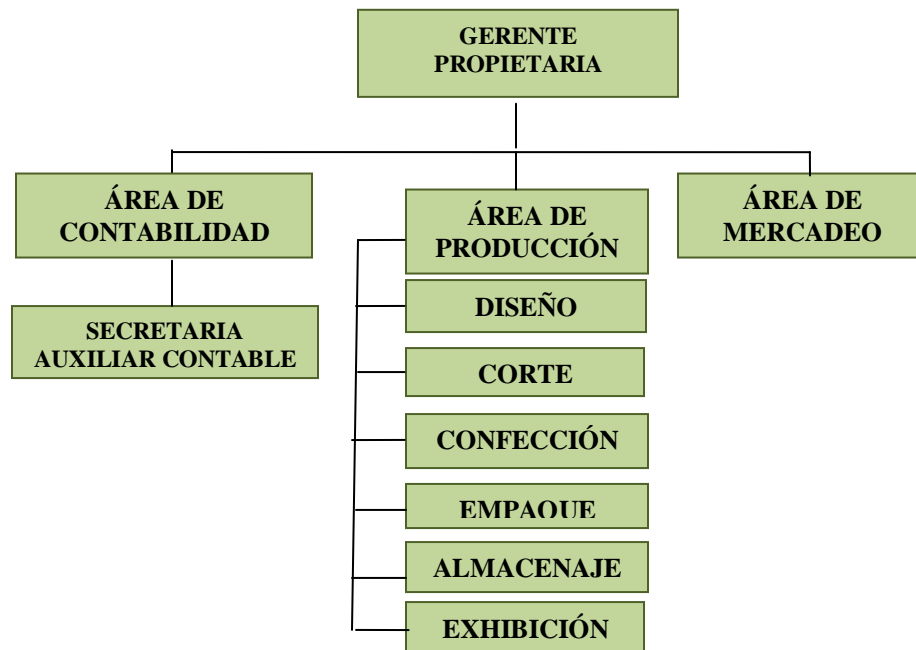 GERENTE
PROPIETARIA
ÁREA DE
CONTABILIDAD
ÁREA DE
PRODUCCIÓN
ÁREA DE
MERCADEO
SECRETARIA
AUXILIAR CONTABLE
DISEÑO
CORTE
CONFECCIÓN
EMPAQUE
ALMACENAJE
EXHIBICIÓN